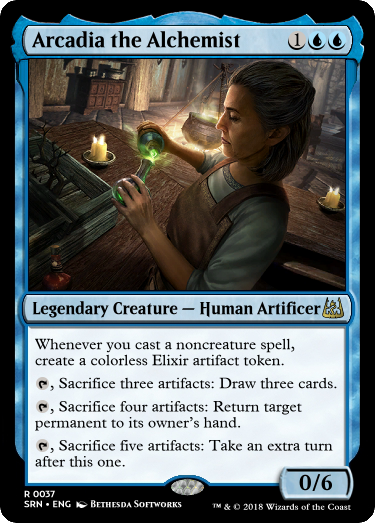 Arcadia the Alchemist 1
Legendary Creature — Human Artificer
Whenever you cast a noncreature spell,
create a colorless Elixir artifact token.
, Sacrifice three artifacts: Draw three cards.
, Sacrifice four artifacts: Return target
permanent to its owner's hand.
, Sacrifice five artifacts: Take an extra turn
after this one.
0/6
R 0037
SRN • ENG Bethesda Softworks
™ & © 2018 Wizards of the Coast